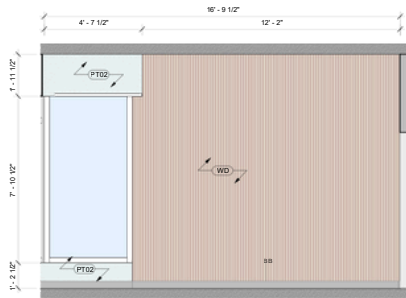 16' - 9 1/2"
4' - 7 1/2"
12' - 2"
1' - 11 1/2"
PT02
7' - 10 1/2"
WD
PT02
1' - 2 1/2"